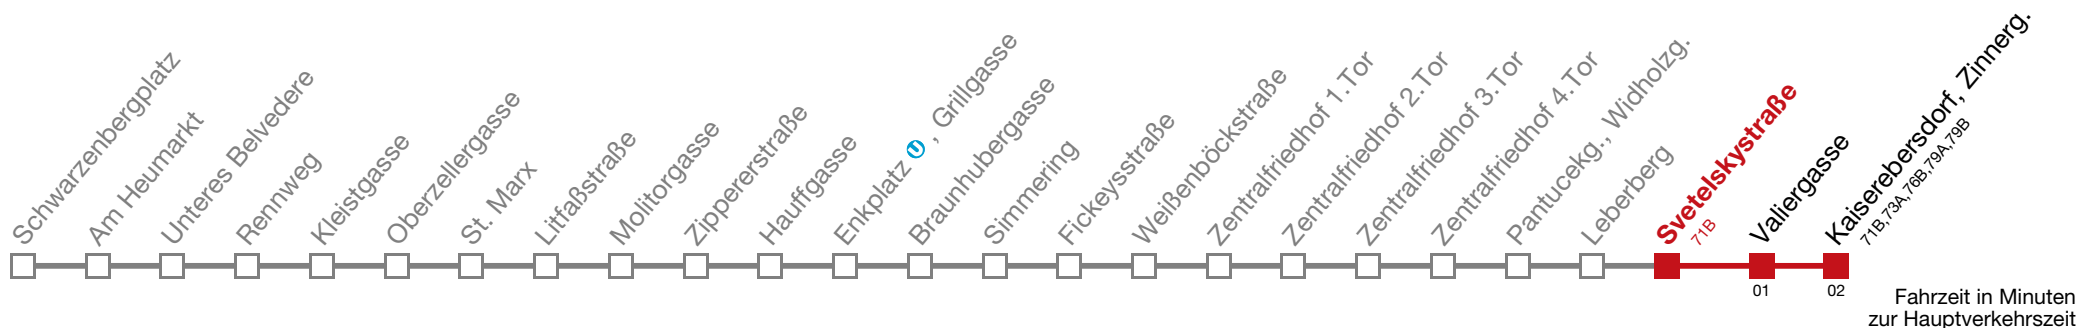 Schwarzenbergplatz
Am Heumarkt
Unteres Belvedere
Rennweg
Kleistgasse
Oberzellergasse
St. Marx
Litfaßstraße
Molitorgasse
Zippererstraße
Hauffgasse
Enkplatz U , Grillgasse
Braunhubergasse
Simmering
Fickeysstraße
Weißenböckstraße
Zentralfriedhof 1.Tor
Zentralfriedhof 2.Tor
Zentralfriedhof 3.Tor
Zentralfriedhof 4.Tor
Pantucekg., Widholzg.
Leberberg
Svetelskystraße
71B
Valiergasse
Kaiserebersdorf, Zinnerg.
71B,73A,76B,79A,79B
01
02
Fahrzeit in Minuten
zur Hauptverkehrszeit